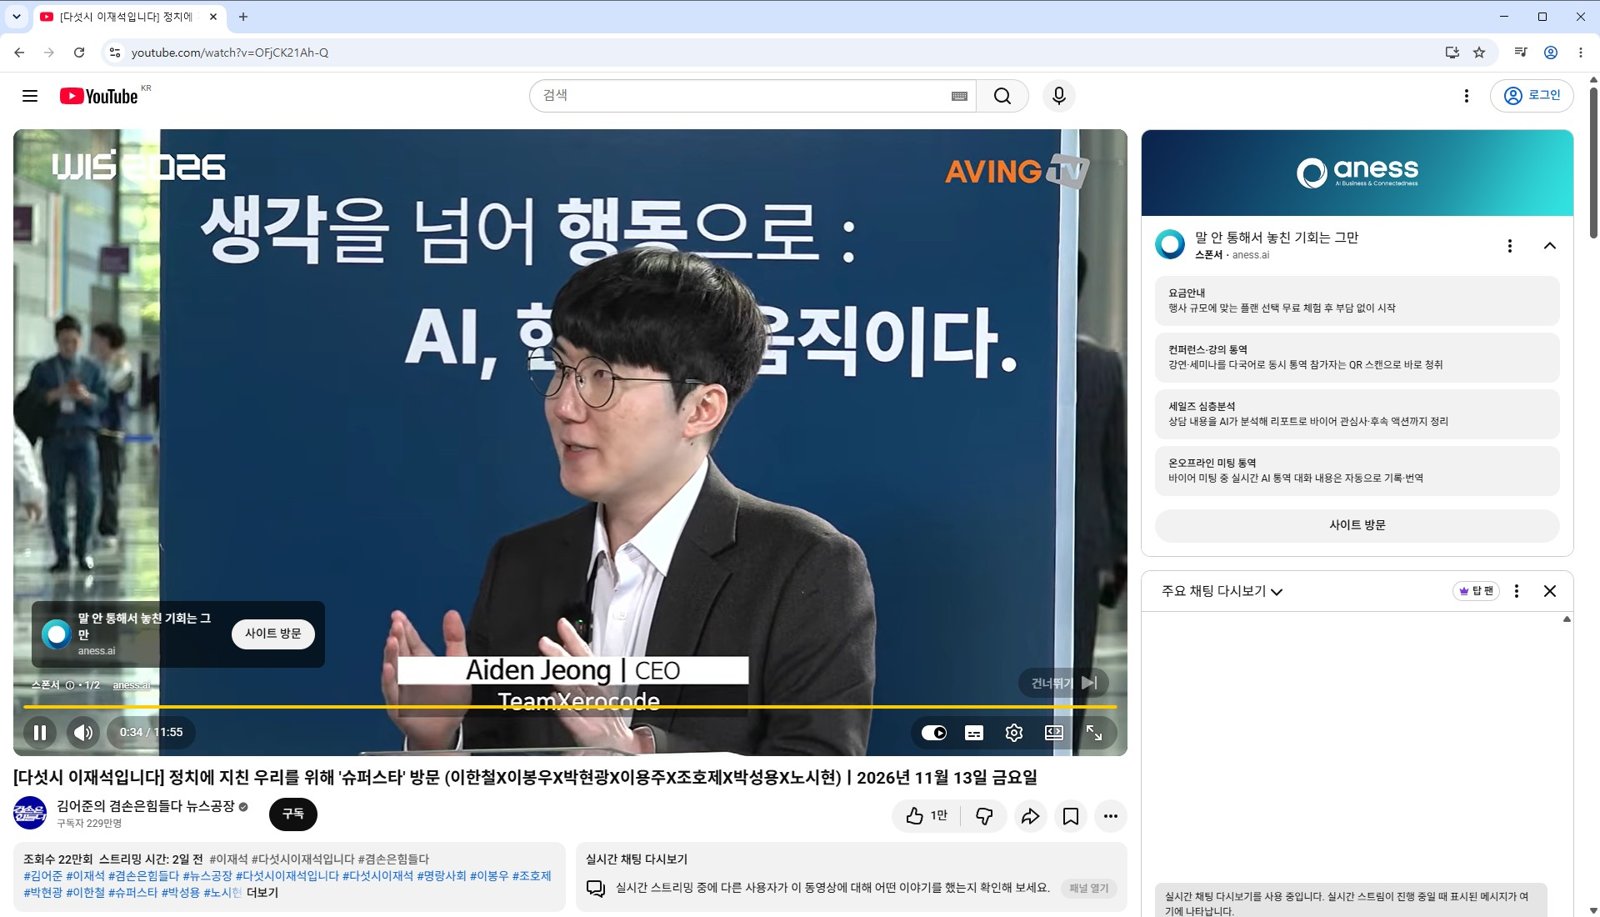 [다섯시 이재석입니다] 정치에
youtube.com/watch?v=OFjCK21Ah-Q
YouTube KR
검색
로그인
WIS 2026
AVING TV
생각을 넘어 행동으로 :
AI, 움직이다.
말 안 통해서 놓친 기회는 그만
aness.ai
사이트 방문
스폰서 · 1/2 aness.ai
Aiden Jeong | CEO
TeamXerocode
건너뛰기
0:34 / 11:55
[다섯시 이재석입니다] 정치에 지친 우리를 위해 '슈퍼스타' 방문 (이한철X이봉우X박현광X이용주X조호제X박성용X노시현) | 2026년 11월 13일 금요일
김어준의 겸손은힘들다 뉴스공장
구독자 229만명
구독
1만
조회수 22만회 스트리밍 시간: 2일 전 #이재석 #다섯시이재석입니다 #겸손은힘들다
#김어준 #이재석 #겸손은힘들다 #뉴스공장 #다섯시이재석입니다 #다섯시이재석 #명랑사회 #이봉우 #조호제
#박현광 #이한철 #슈퍼스타 #박성용 #노시현 더보기
실시간 채팅 다시보기
실시간 스트리밍 중에 다른 사용자가 이 동영상에 대해 어떤 이야기를 했는지 확인해 보세요.
패널 열기
aness
AI Business & Connectedness
말 안 통해서 놓친 기회는 그만
스폰서 · aness.ai
요금안내
행사 규모에 맞는 플랜 선택 무료 체험 후 부담 없이 시작
컨퍼런스·강의 통역
강연·세미나를 다국어로 동시 통역 참가자는 QR 스캔으로 바로 청취
세일즈 심층분석
상담 내용을 AI가 분석해 리포트로 바이어 관심사·후속 액션까지 정리
온오프라인 미팅 통역
바이어 미팅 중 실시간 AI 통역 대화 내용은 자동으로 기록·번역
사이트 방문
주요 채팅 다시보기
탑 팬
실시간 채팅 다시보기를 사용 중입니다. 실시간 스트림이 진행 중일 때 표시된 메시지가 여
기에 나타납니다.